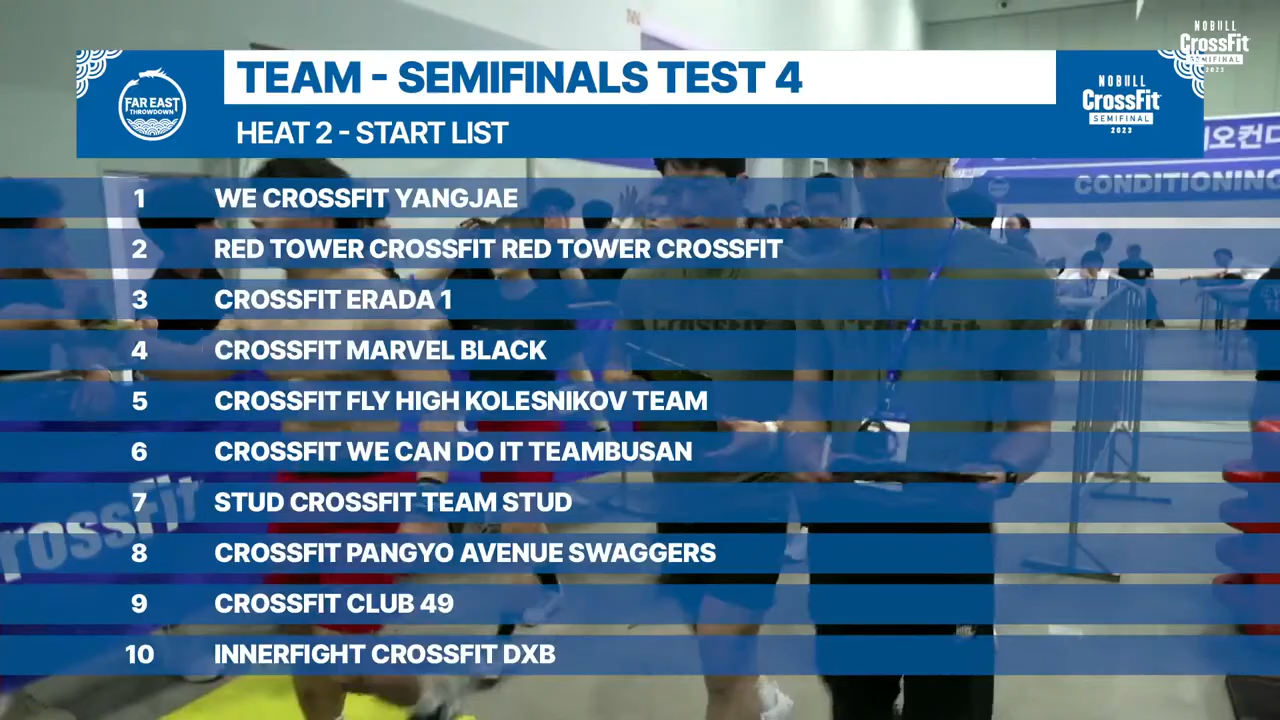 NOBULL
CrossFit
SEMIFINAL
2023
TEAM - SEMIFINALS TEST 4
FAR EAST
THROWDOWN
HEAT 2 - START LIST
NOBULL
CrossFit
SEMIFINAL
2023
CONDITIONING
1 WE CROSSFIT YANGJAE
2 RED TOWER CROSSFIT RED TOWER CROSSFIT
3 CROSSFIT ERADA 1
4 CROSSFIT MARVEL BLACK
5 CROSSFIT FLY HIGH KOLESNIKOV TEAM
6 CROSSFIT WE CAN DO IT TEAMBUSAN
7 STUD CROSSFIT TEAM STUD
rossFit
8 CROSSFIT PANGYO AVENUE SWAGGERS
9 CROSSFIT CLUB 49
10 INNERFIGHT CROSSFIT DXB